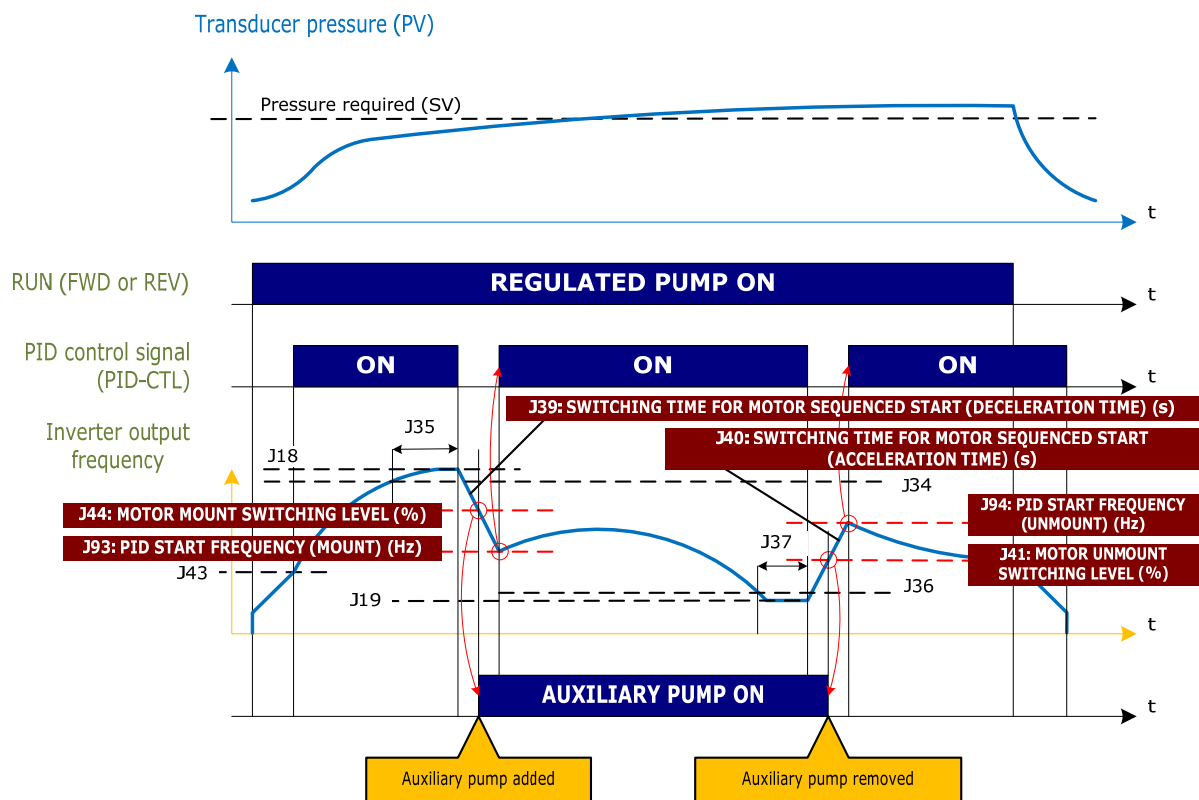 Transducer pressure (PV)
Pressure required (SV)
t
RUN (FWD or REV)
REGULATED PUMP ON
t
PID control signal
(PID-CTL)
ON
ON
ON
t
J39: SWITCHING TIME FOR MOTOR SEQUENCED START (DECELERATION TIME) (s)
Inverter output
frequency
J35
J40: SWITCHING TIME FOR MOTOR SEQUENCED START
(ACCELERATION TIME) (s)
J18
J34
J44: MOTOR MOUNT SWITCHING LEVEL (%)
J94: PID START FREQUENCY
(UNMOUNT) (Hz)
J93: PID START FREQUENCY (MOUNT) (Hz)
J37
J41: MOTOR UNMOUNT
SWITCHING LEVEL (%)
J43
J19
J36
t
AUXILIARY PUMP ON
t
Auxiliary pump added
Auxiliary pump removed